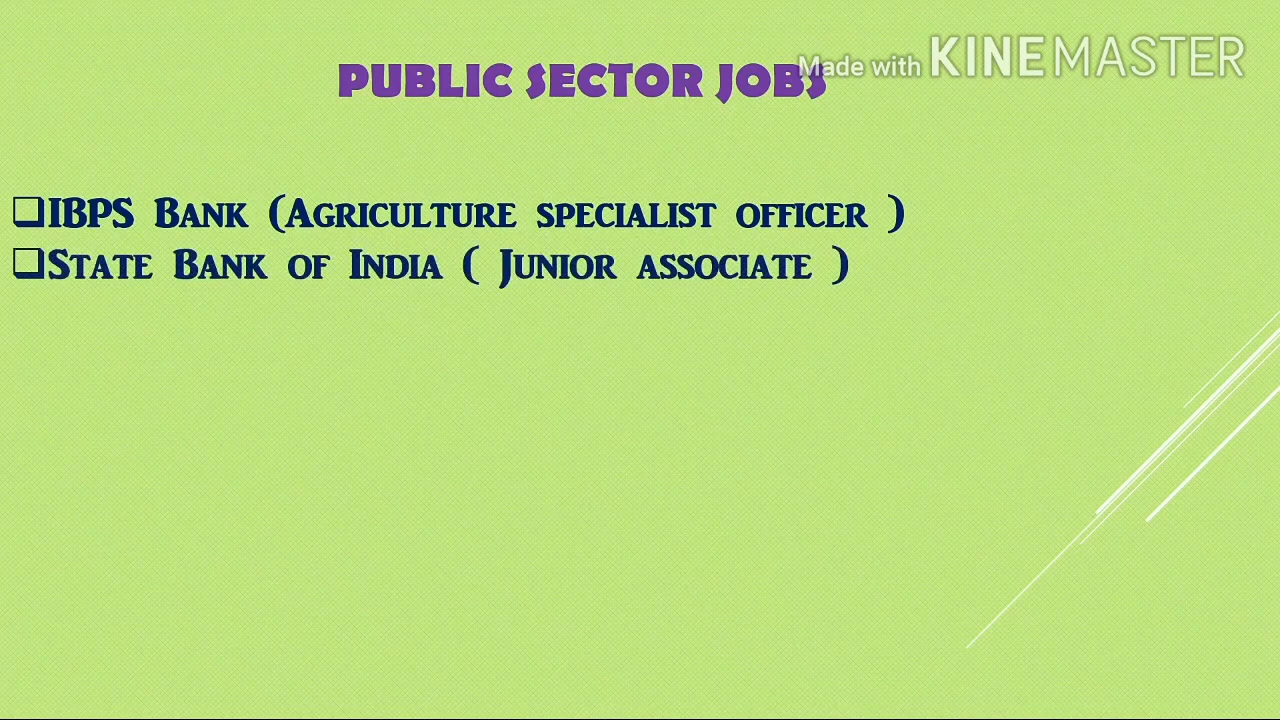 Made with KINEMASTER
PUBLIC SECTOR JOBS
❑IBPS Bank (Agriculture specialist officer )
❑State Bank of India ( Junior associate )